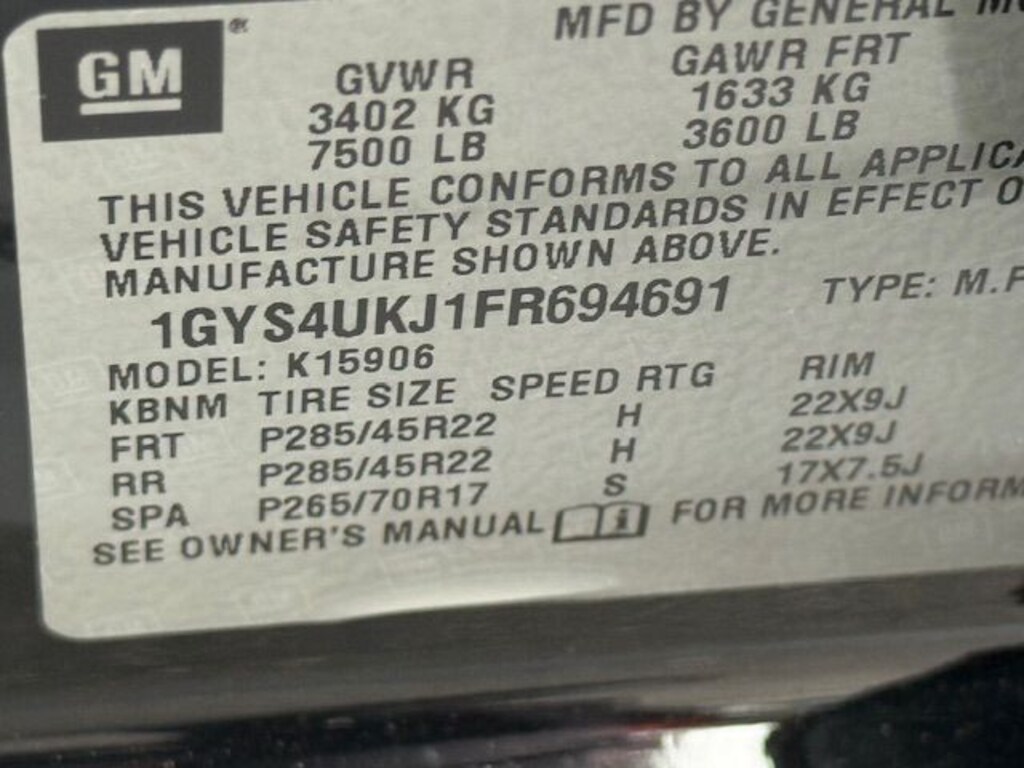 GM
MFD BY GENERAL
GVWR GAWR FRT
3402 KG 1633 KG
7500 LB 3600 LB
THIS VEHICLE CONFORMS TO ALL APPLICA
VEHICLE SAFETY STANDARDS IN EFFECT O
MANUFACTURE SHOWN ABOVE.
1GYS4UKJ1FR694691 TYPE: M.P
MODEL: K15906
KBNM TIRE SIZE SPEED RTG RIM
FRT P285/45R22 H 22X9J
RR P285/45R22 H 22X9J
SPA P265/70R17 S 17X7.5J
SEE OWNER'S MANUAL i FOR MORE INFORM